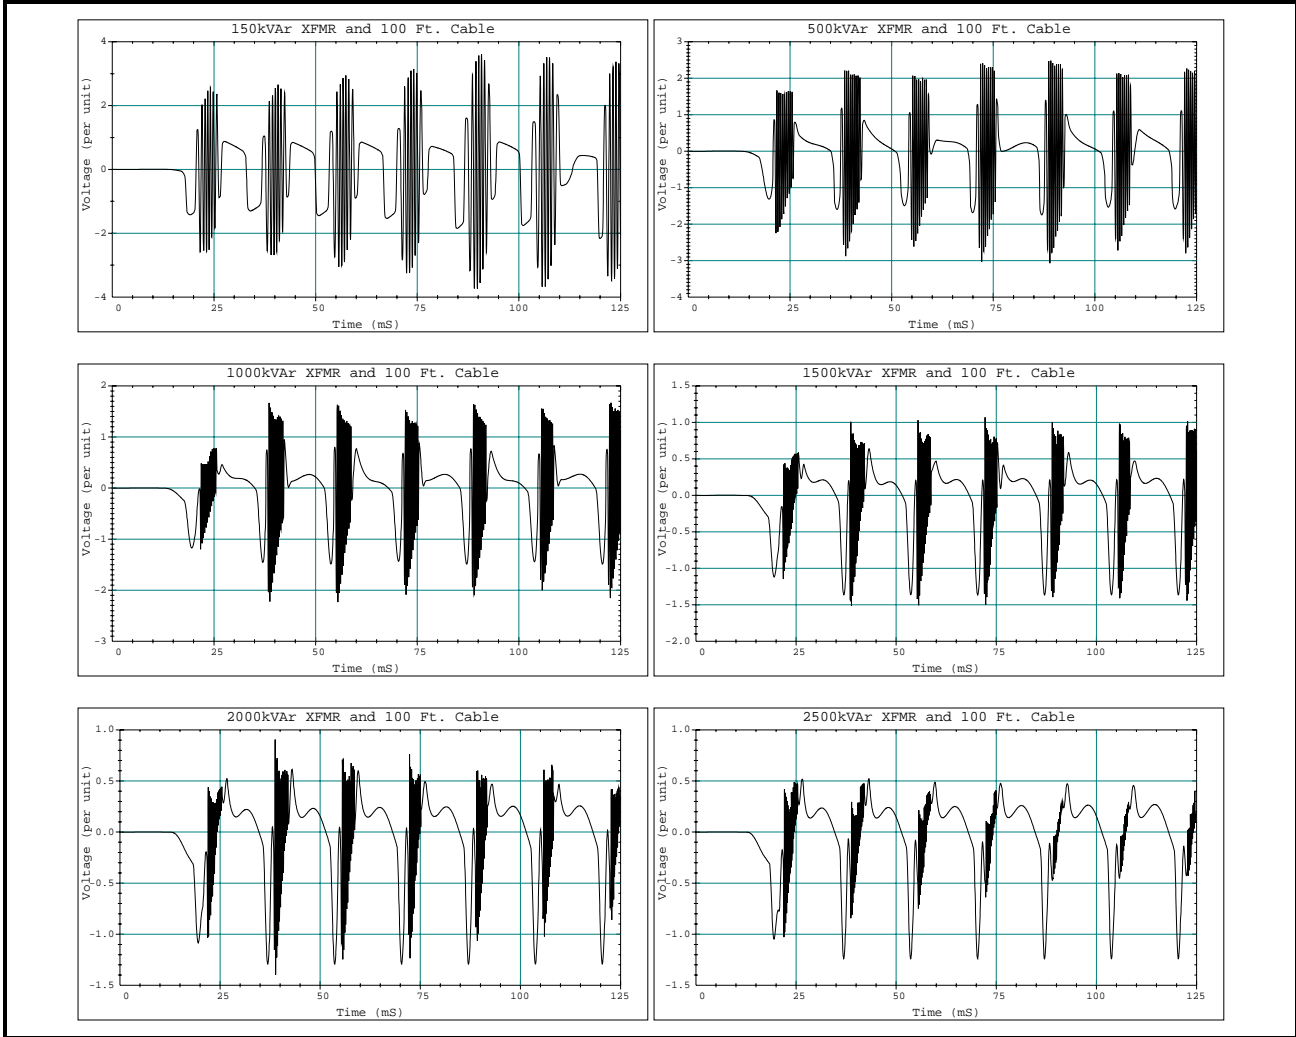 150kVAr XFMR and 100 Ft. Cable
Voltage (per unit)
4
2
0
-2
-4
0 25 50 75 100 125
Time (mS)
500kVAr XFMR and 100 Ft. Cable
Voltage (per unit)
3
2
1
0
-1
-2
-3
-4
0 25 50 75 100 125
Time (mS)
1000kVAr XFMR and 100 Ft. Cable
Voltage (per unit)
2
1
0
-1
-2
-3
0 25 50 75 100 125
Time (mS)
1500kVAr XFMR and 100 Ft. Cable
Voltage (per unit)
1.5
1.0
0.5
0.0
-0.5
-1.0
-1.5
-2.0
0 25 50 75 100 125
Time (mS)
2000kVAr XFMR and 100 Ft. Cable
Voltage (per unit)
1.0
0.5
0.0
-0.5
-1.0
-1.5
0 25 50 75 100 125
Time (mS)
2500kVAr XFMR and 100 Ft. Cable
Voltage (per unit)
1.0
0.5
0.0
-0.5
-1.0
-1.5
0 25 50 75 100 125
Time (mS)